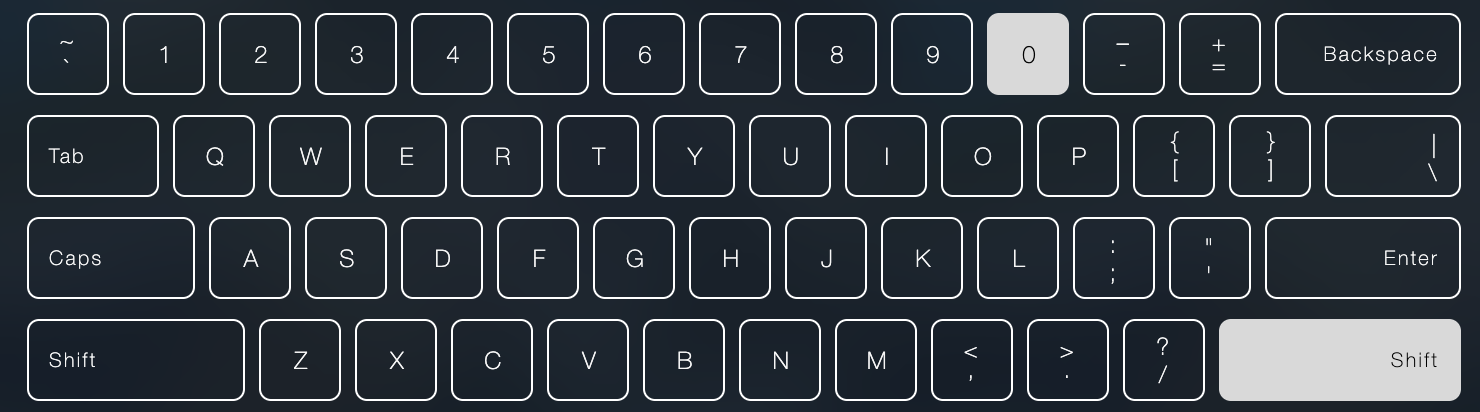 ~ 1 2 3 4 5 6 7 8 9 0 _ + Backspace
` - =
Tab Q W E R T Y U I O P { } |
[ ] \
Caps A S D F G H J K L : " Enter
; '
Shift Z X C V B N M < > ? Shift
, . /